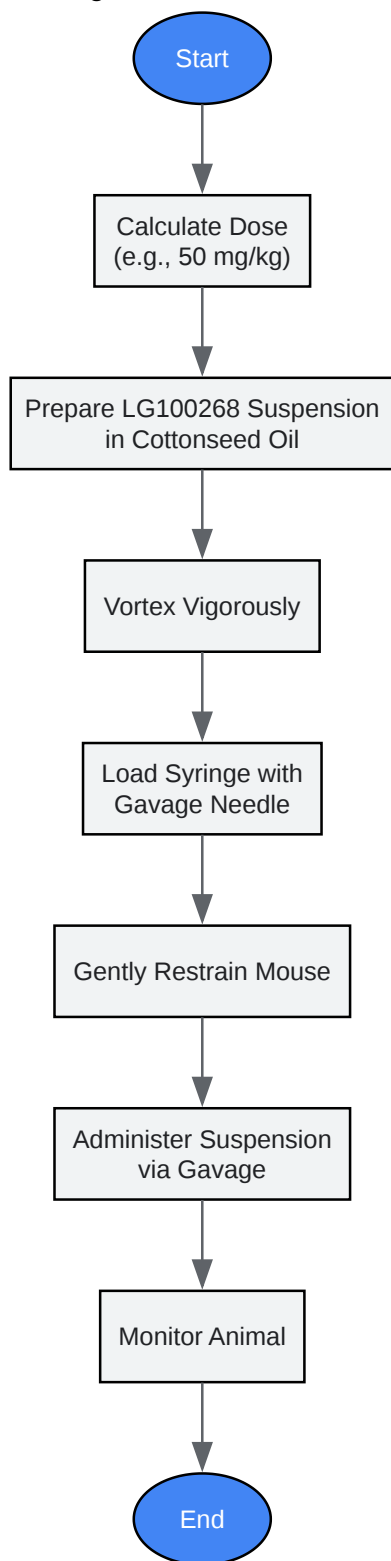 Start
Calculate Dose
(e.g., 50 mg/kg)
Prepare LG100268 Suspension
in Cottonseed Oil
Vortex Vigorously
Load Syringe with
Gavage Needle
Gently Restrain Mouse
Administer Suspension
via Gavage
Monitor Animal
End